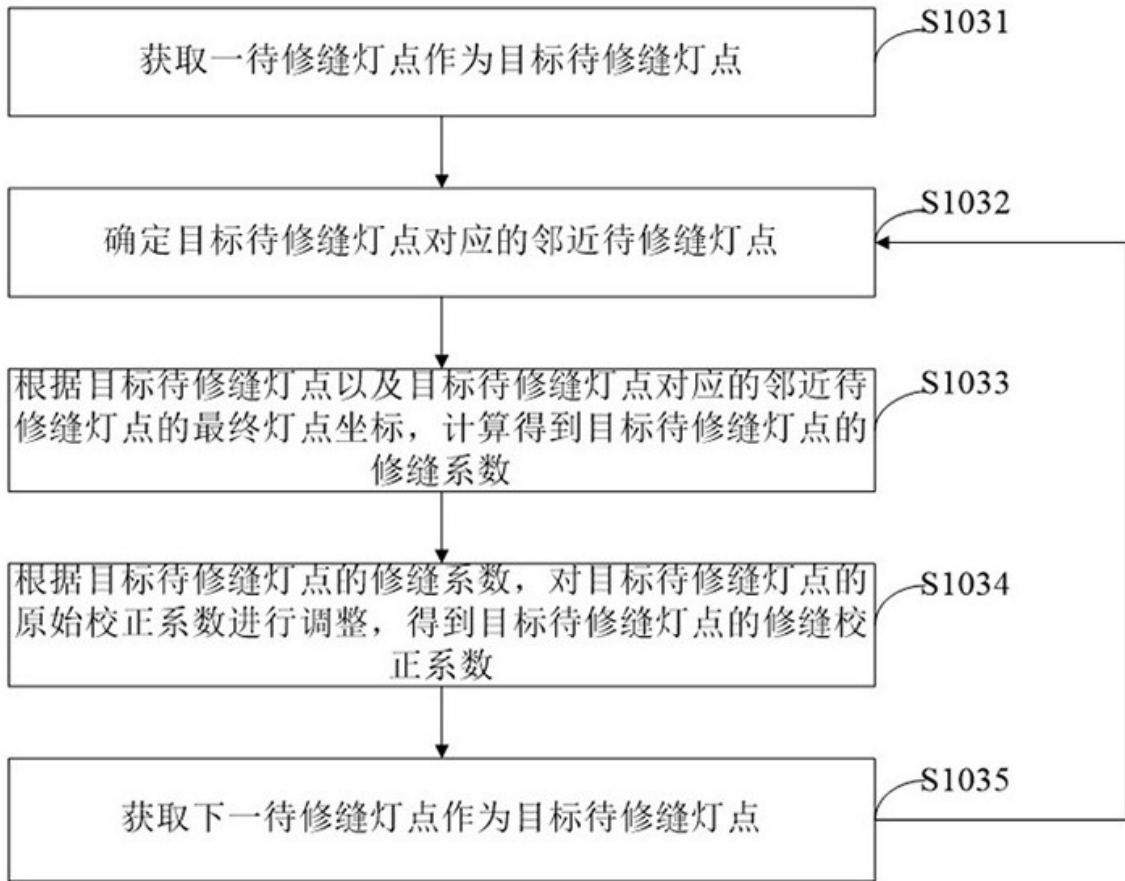 获取一待修缝灯点作为目标待修缝灯点
S1031
确定目标待修缝灯点对应的邻近待修缝灯点
S1032
根据目标待修缝灯点以及目标待修缝灯点对应的邻近待
修缝灯点的最终灯点坐标，计算得到目标待修缝灯点的
修缝系数
S1033
根据目标待修缝灯点的修缝系数，对目标待修缝灯点的
原始校正系数进行调整，得到目标待修缝灯点的修缝校
正系数
S1034
获取下一待修缝灯点作为目标待修缝灯点
S1035